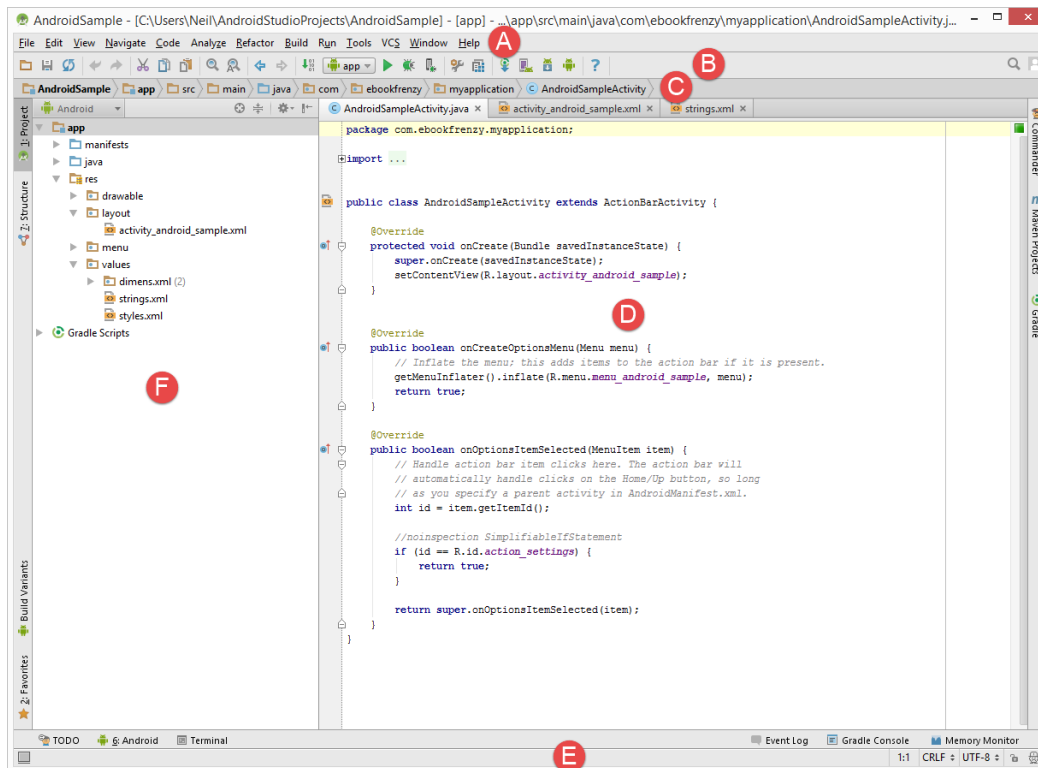 AndroidSample - [C:\Users\Neil\AndroidStudioProjects\AndroidSample] - [app] - ...\app\src\main\java\com\ebookfrenzy\myapplication\AndroidSampleActivity.j...
File Edit View Navigate Code Analyze Refactor Build Run Tools VCS Window Help A
app ? B
AndroidSample app src main java com ebookfrenzy myapplication C AndroidSampleActivity C
1: Project
Android
C AndroidSampleActivity.java × activity_android_sample.xml × strings.xml ×
app
manifests
java
res
drawable
layout
activity_android_sample.xml
menu
values
dimens.xml (2)
strings.xml
styles.xml
Gradle Scripts
F
7: Structure
Build Variants
2: Favorites
package com.ebookfrenzy.myapplication;
import ...
public class AndroidSampleActivity extends ActionBarActivity {
@Override
protected void onCreate(Bundle savedInstanceState) {
super.onCreate(savedInstanceState);
setContentView(R.layout.activity_android_sample);
}
D
@Override
public boolean onCreateOptionsMenu(Menu menu) {
// Inflate the menu; this adds items to the action bar if it is present.
getMenuInflater().inflate(R.menu.menu_android_sample, menu);
return true;
}
@Override
public boolean onOptionsItemSelected(MenuItem item) {
// Handle action bar item clicks here. The action bar will
// automatically handle clicks on the Home/Up button, so long
// as you specify a parent activity in AndroidManifest.xml.
int id = item.getItemId();
//noinspection SimplifiableIfStatement
if (id == R.id.action_settings) {
return true;
}
return super.onOptionsItemSelected(item);
}
}
Commander
m Maven Projects
Gradle
TODO 6: Android Terminal Event Log Gradle Console Memory Monitor
E 1:1 CRLF UTF-8